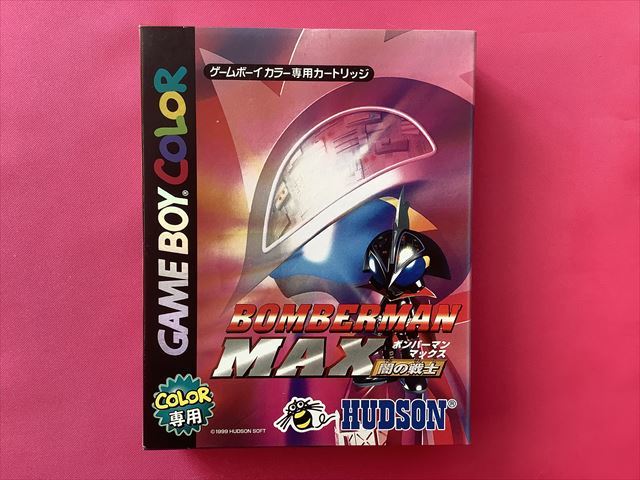 ゲームボーイカラー専用カートリッジ
GAME BOY® COLOR
BOMBERMAN
MAX
ボンバーマン
マックス
闇の戦士
COLOR
専用
HUDSON®
©1999 HUDSON SOFT